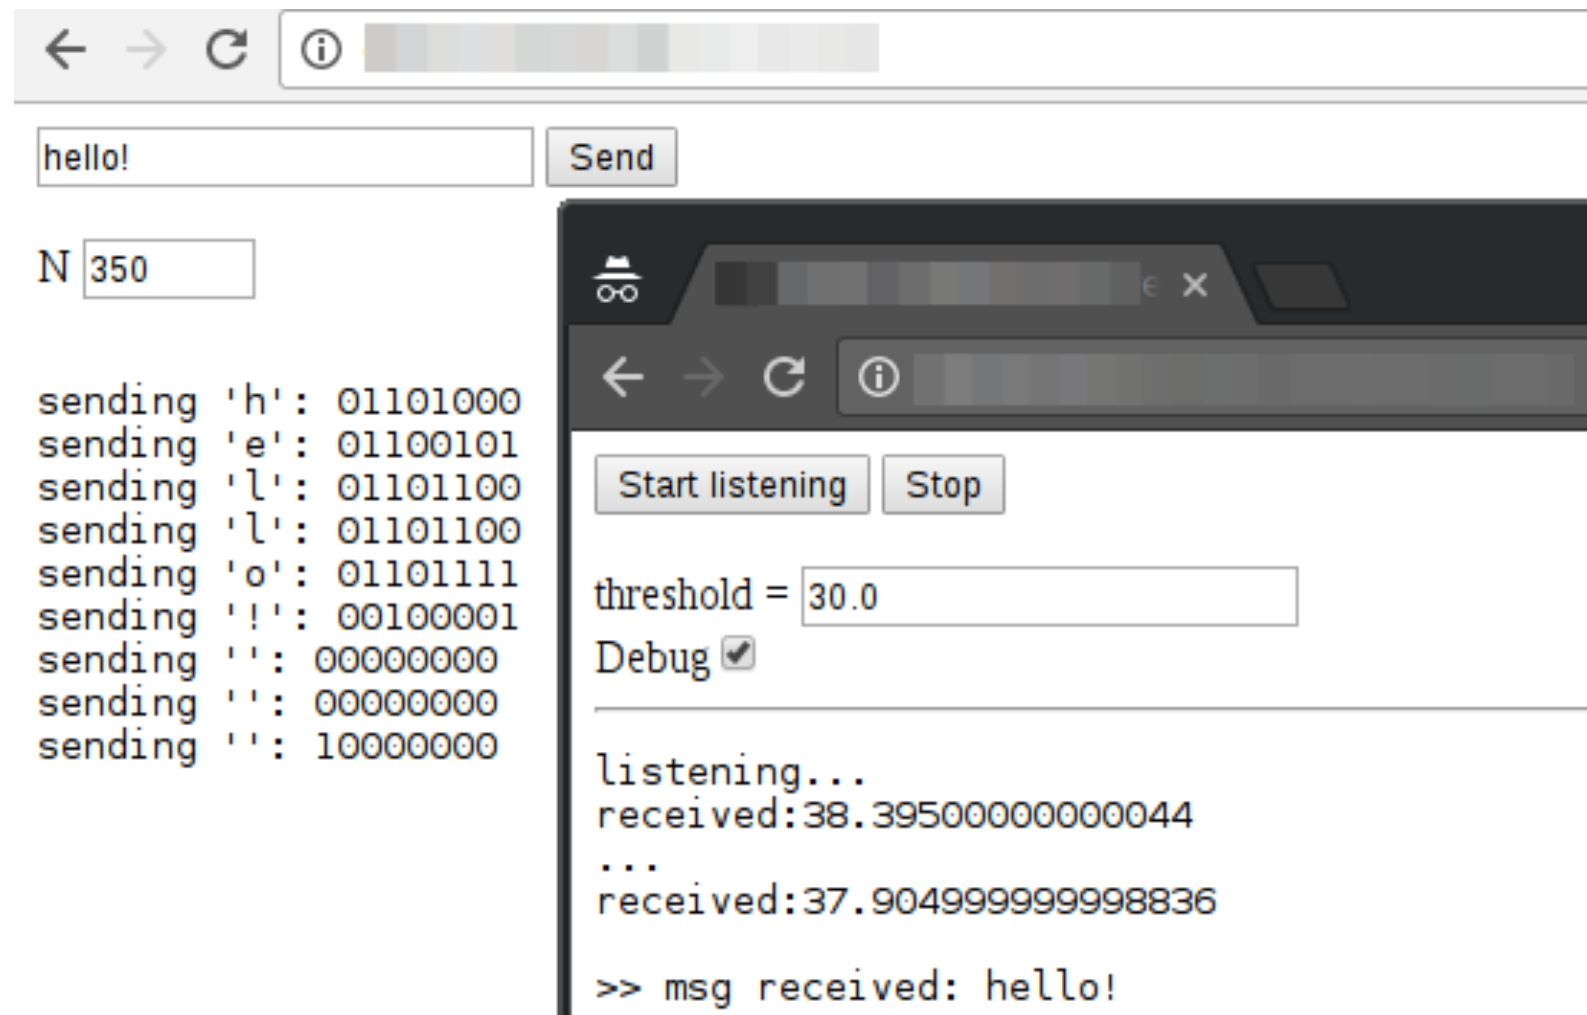 hello! Send
N 350
sending 'h': 01101000
sending 'e': 01100101
sending 'l': 01101100
sending 'l': 01101100
sending 'o': 01101111
sending '!': 00100001
sending '': 00000000
sending '': 00000000
sending '': 10000000
e
Start listening Stop
threshold = 30.0
Debug
listening...
received:38.39500000000044
...
received:37.904999999998836
>> msg received: hello!